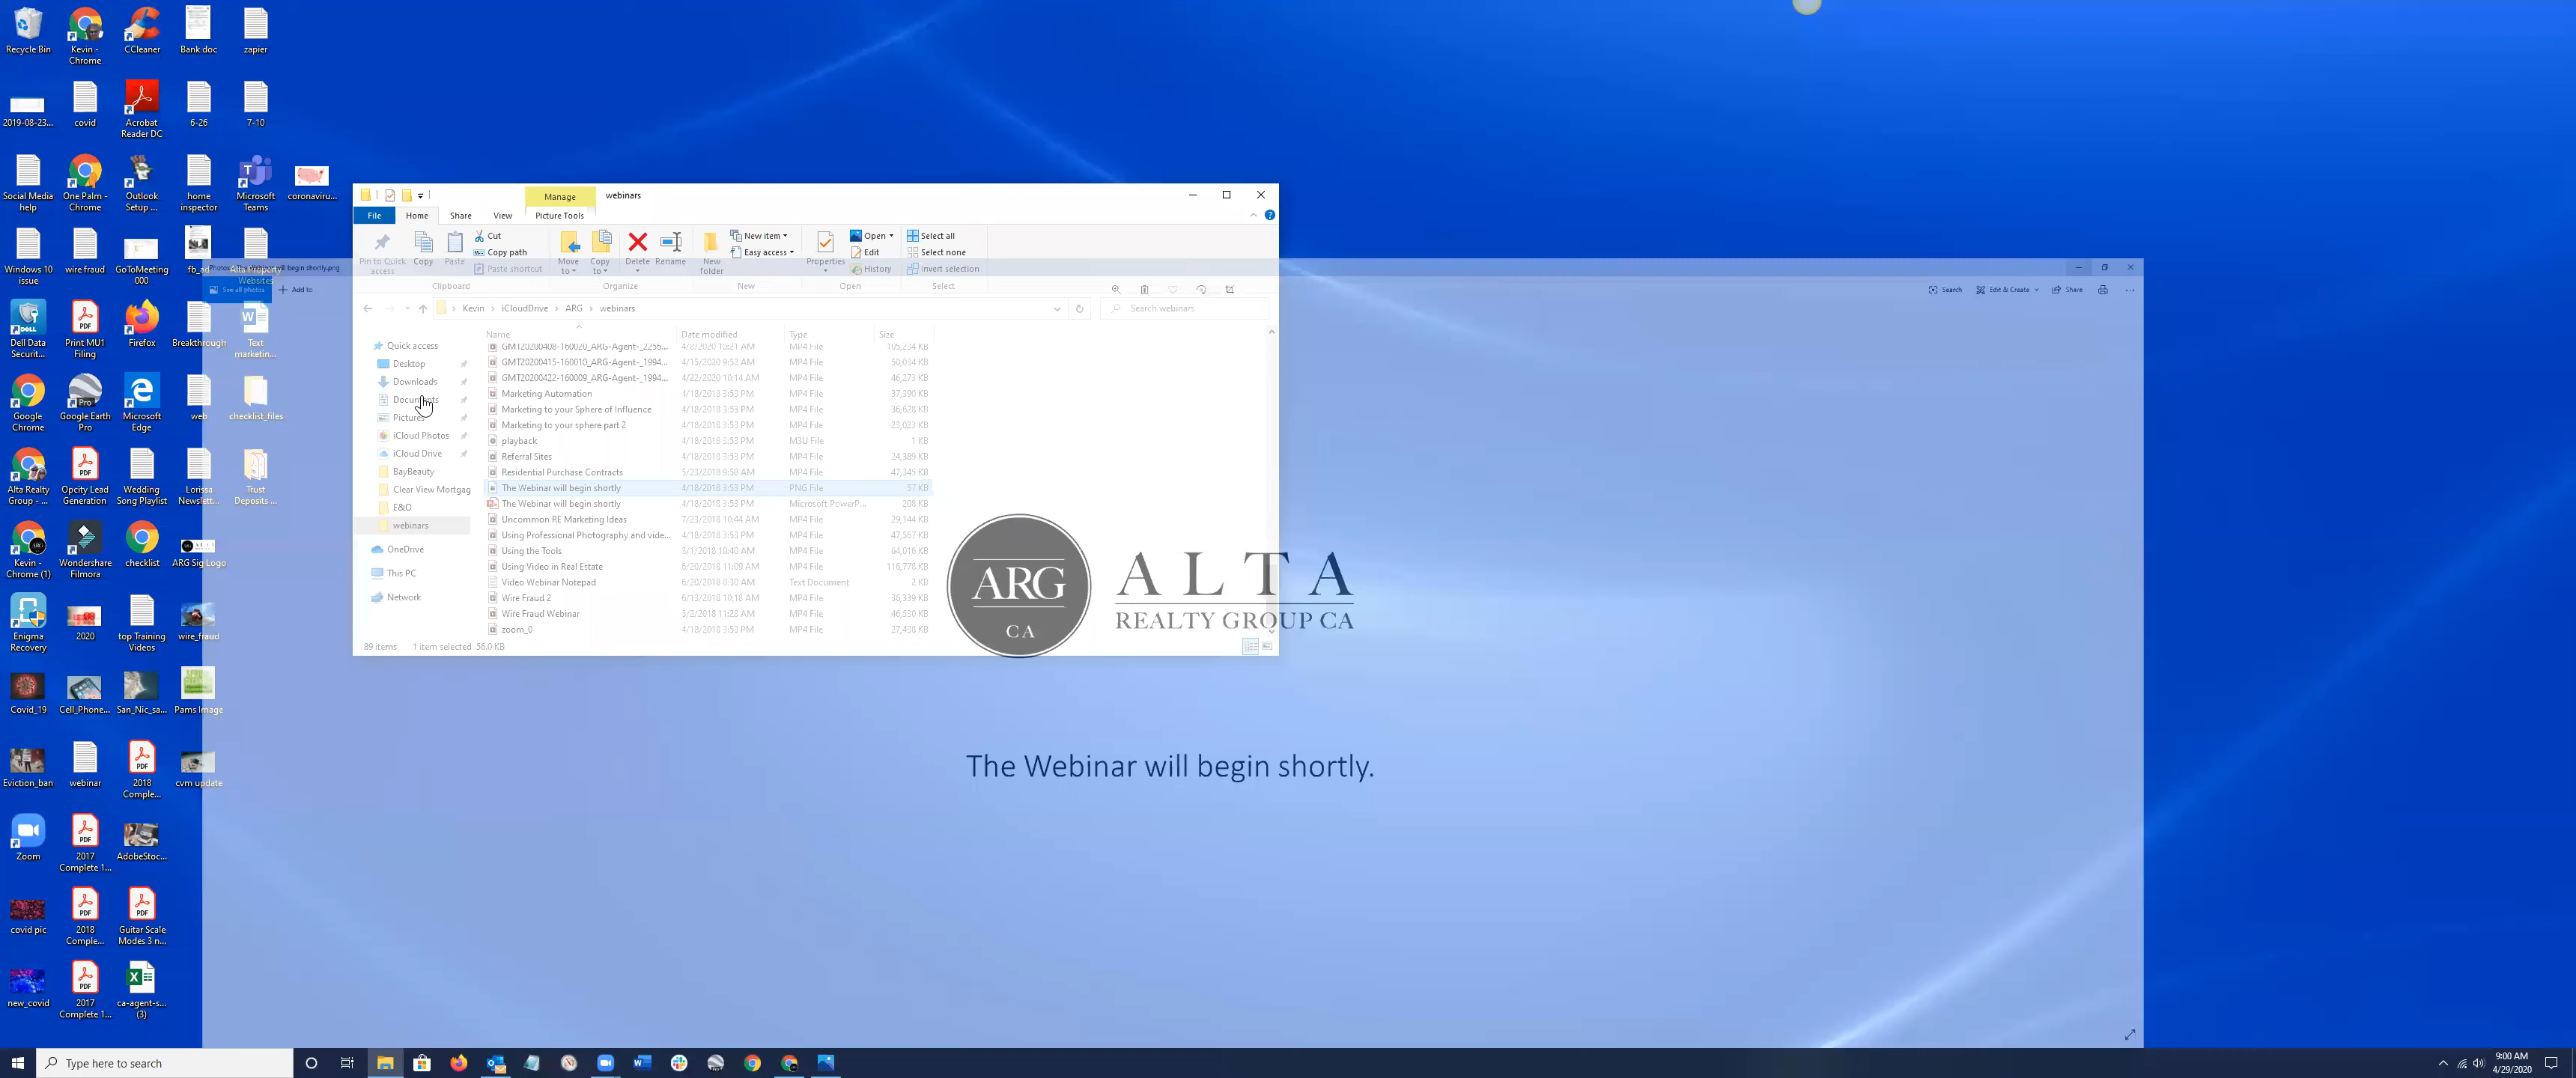 Recycle Bin
Kevin -
Chrome
CCleaner
Bank doc
zapier
2019-08-23...
covid
Acrobat
Reader DC
6-26
7-10
Social Media
help
One Palm -
Chrome
Outlook
Setup ...
home
inspector
Microsoft
Teams
coronaviru...
Windows 10
issue
wire fraud
GoToMeeting
000
fb_ad
Alta Property
Websites
Dell Data
Securit...
Print MU1
Filing
Firefox
Breakthrough
Text
marketin...
Google
Chrome
Google Earth
Pro
Microsoft
Edge
web
checklist_files
Alta Realty
Group - ...
Opcity Lead
Generation
Wedding
Song Playlist
Lorissa
Newslett...
Trust
Deposits ...
Kevin -
Chrome (1)
Wondershare
Filmora
checklist
ARG Sig Logo
Enigma
Recovery
2020
top Training
Videos
wire_fraud
Covid_19
Cell_Phone...
San_Nic_sa...
Pams Image
Eviction_ban
webinar
2018
Comple...
cvm update
Zoom
2017
Complete 1...
AdobeStoc...
covid pic
2018
Comple...
Guitar Scale
Modes 3 n...
new_covid
2017
Complete 1...
ca-agent-s...
(3)
Manage
webinars
File
Home
Share
View
Picture Tools
Pin to Quick
access
Copy
Paste
Cut
Copy path
Paste shortcut
Move
to
Copy
to
Delete
Rename
New
folder
New item
Easy access
Properties
Open
Edit
History
Select all
Select none
Invert selection
Clipboard
Organize
New
Open
Select
See all photos
Add to
Search
Edit & Create
Share
Kevin > iCloudDrive > ARG > webinars
Search webinars
Quick access
Desktop
Downloads
Documents
Pictures
iCloud Photos
iCloud Drive
BayBeauty
Clear View Mortgag
E&O
webinars
OneDrive
This PC
Network
Name Date modified Type Size
GMT20200408-160020_ARG-Agent-_2256... 4/8/2020 10:21 AM MP4 File 105,234 KB
GMT20200415-160010_ARG-Agent-_1994... 4/15/2020 9:52 AM MP4 File 50,034 KB
GMT20200422-160009_ARG-Agent-_1994... 4/22/2020 10:14 AM MP4 File 46,273 KB
Marketing Automation 4/18/2018 3:53 PM MP4 File 37,390 KB
Marketing to your Sphere of Influence 4/18/2018 3:53 PM MP4 File 36,628 KB
Marketing to your sphere part 2 4/18/2018 3:53 PM MP4 File 23,023 KB
playback 4/18/2018 3:53 PM M3U File 1 KB
Referral Sites 4/18/2018 3:53 PM MP4 File 24,389 KB
Residential Purchase Contracts 5/23/2018 9:58 AM MP4 File 47,345 KB
The Webinar will begin shortly 4/18/2018 3:53 PM PNG File 57 KB
The Webinar will begin shortly 4/18/2018 3:53 PM Microsoft PowerP... 208 KB
Uncommon RE Marketing Ideas 7/23/2018 10:44 AM MP4 File 29,144 KB
Using Professional Photography and vide... 4/18/2018 3:53 PM MP4 File 47,567 KB
Using the Tools 8/1/2018 10:40 AM MP4 File 64,016 KB
Using Video in Real Estate 6/20/2018 11:09 AM MP4 File 116,778 KB
Video Webinar Notepad 6/20/2018 8:30 AM Text Document 2 KB
Wire Fraud 2 6/13/2018 10:18 AM MP4 File 36,339 KB
Wire Fraud Webinar 5/2/2018 11:28 AM MP4 File 46,530 KB
zoom_0 4/18/2018 3:53 PM MP4 File 27,438 KB
89 items 1 item selected 56.0 KB
ARG
CA
ALTA
REALTY GROUP CA
The Webinar will begin shortly.
Type here to search
9:00 AM
4/29/2020